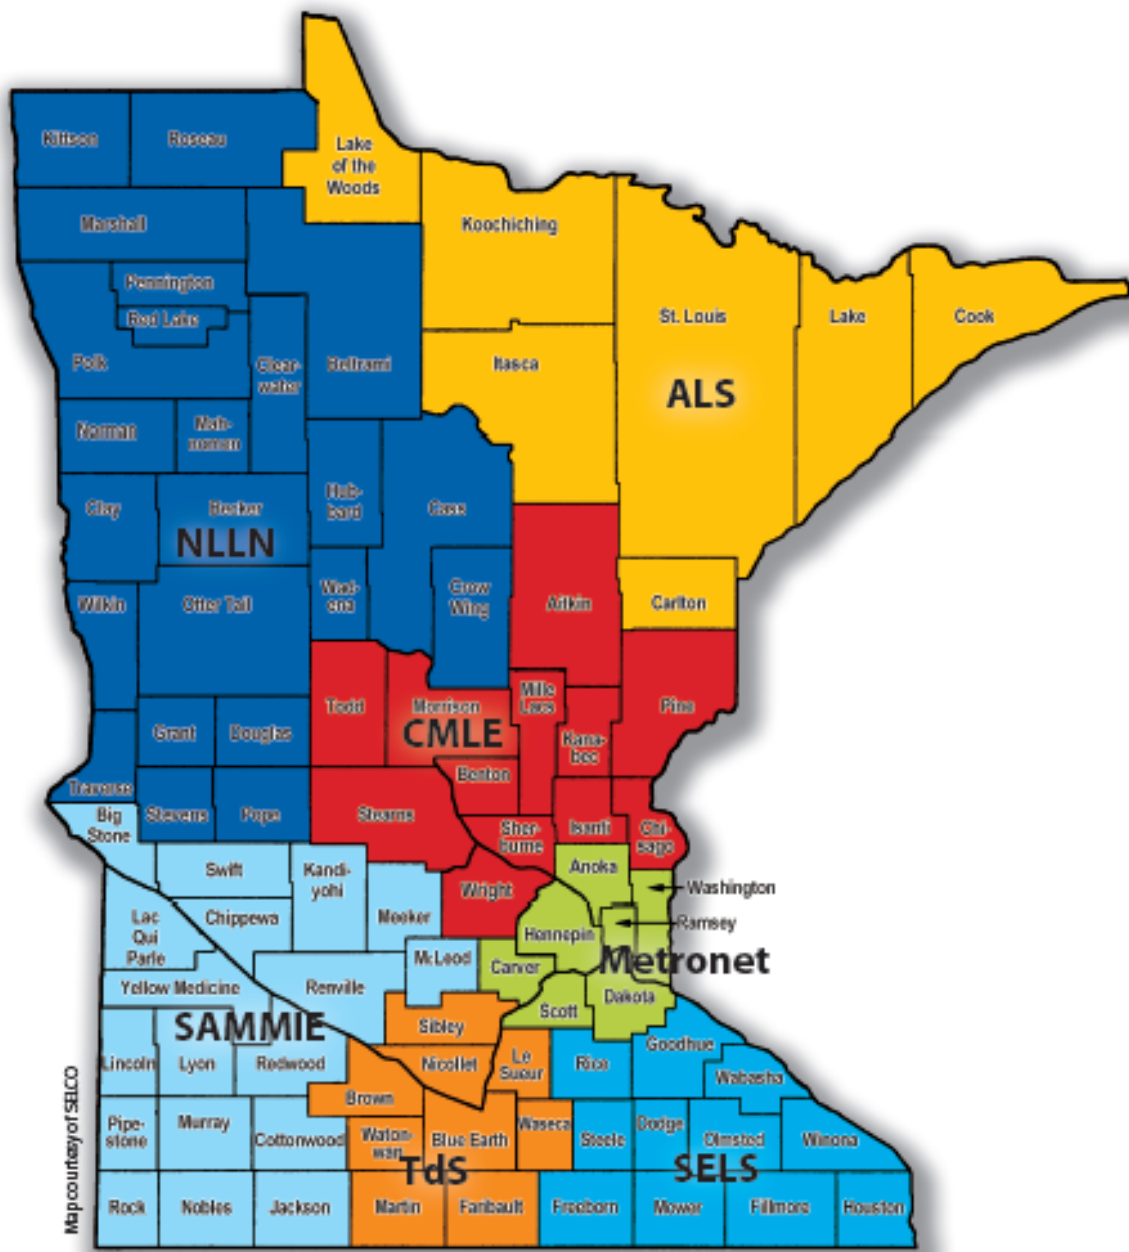 Kittson
Roseau
Lake
of the
Woods
Marshall
Koochiching
Pennington
Red Lake
Polk
Clear-
water
Beltrami
Itasca
St. Louis
Lake
Cook
ALS
Norman
Mah-
nomen
Clay
Becker
NLLN
Hub-
bard
Cass
Wilkin
Otter Tail
Wad-
ena
Crow
Wing
Aitkin
Carlton
Grant
Douglas
Todd
Morrison
CMLE
Mille
Lacs
Kana-
bec
Pine
Traverse
Stevens
Pope
Stearns
Benton
Sher-
burne
Isanti
Chi-
sago
Big
Stone
Swift
Kandi-
yohi
Wright
Anoka
Washington
Lac
Qui
Parle
Chippewa
Meeker
Hennepin
Ramsey
Metronet
Yellow Medicine
Renville
McLeod
Carver
Scott
Dakota
SAMMIE
Sibley
Lincoln
Lyon
Redwood
Nicollet
Le
Sueur
Rice
Goodhue
Wabasha
Brown
Pipe-
stone
Murray
Cottonwood
Waton-
wan
Blue Earth
Waseca
Steele
Dodge
Olmsted
Winona
TdS
SELS
Rock
Nobles
Jackson
Martin
Faribault
Freeborn
Mower
Fillmore
Houston
Map courtesy of SELCO